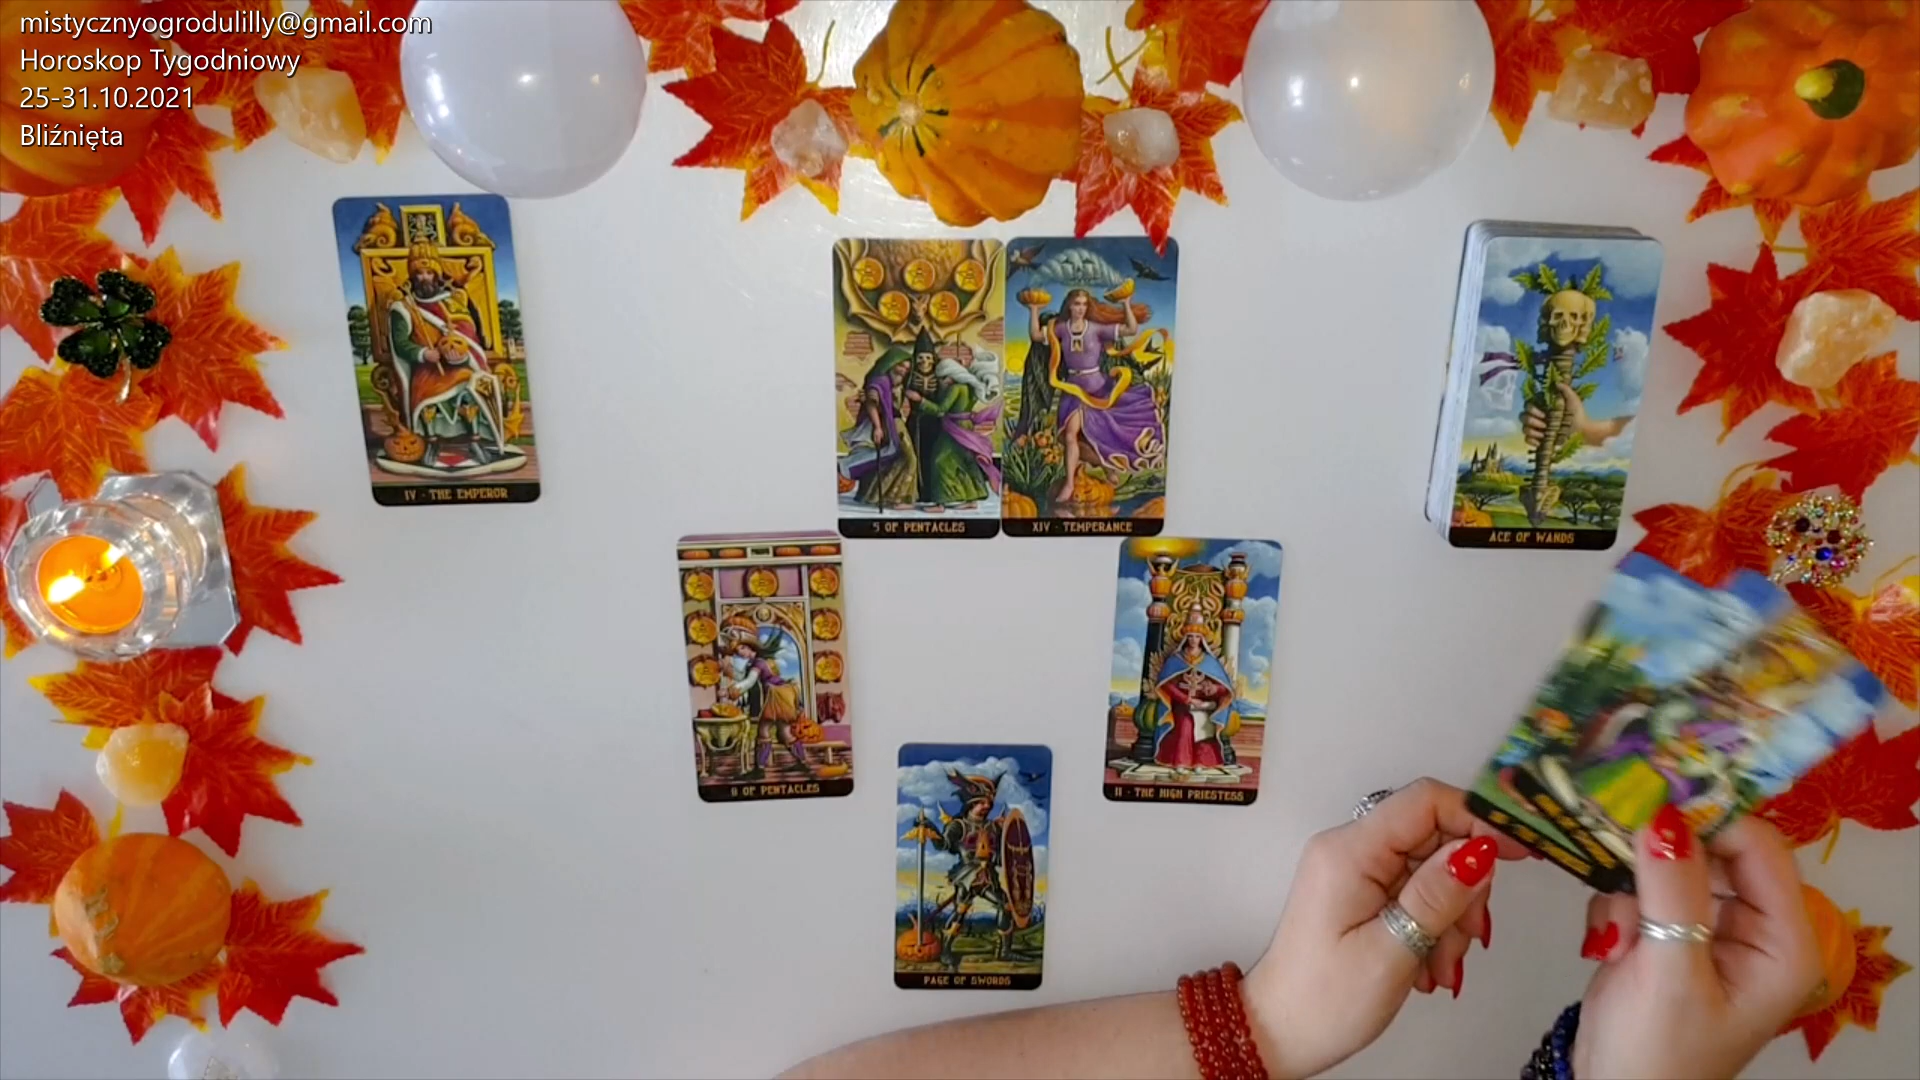 mistycznyogrodulilly@gmail.com
Horoskop Tygodniowy
25-31.10.2021
Bliźnięta
IV - THE EMPEROR
5 OF PENTACLES
XIV - TEMPERANCE
ACE OF WANDS
8 OF PENTACLES
II - THE HIGH PRIESTESS
PAGE OF SWORDS